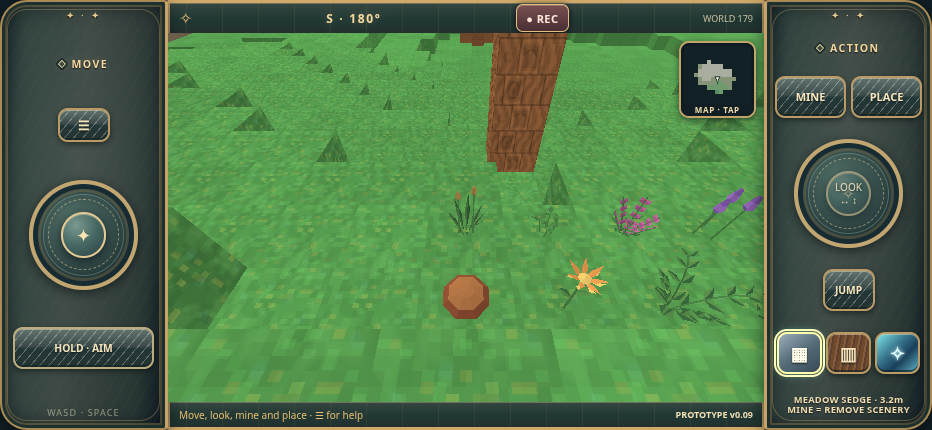 MOVE
☰
HOLD · AIM
WASD · SPACE
S · 180°
● REC
WORLD 179
MAP · TAP
Move, look, mine and place · ☰ for help
PROTOTYPE v0.09
ACTION
MINE
PLACE
LOOK
JUMP
MEADOW SEDGE · 3.2m
MINE = REMOVE SCENERY